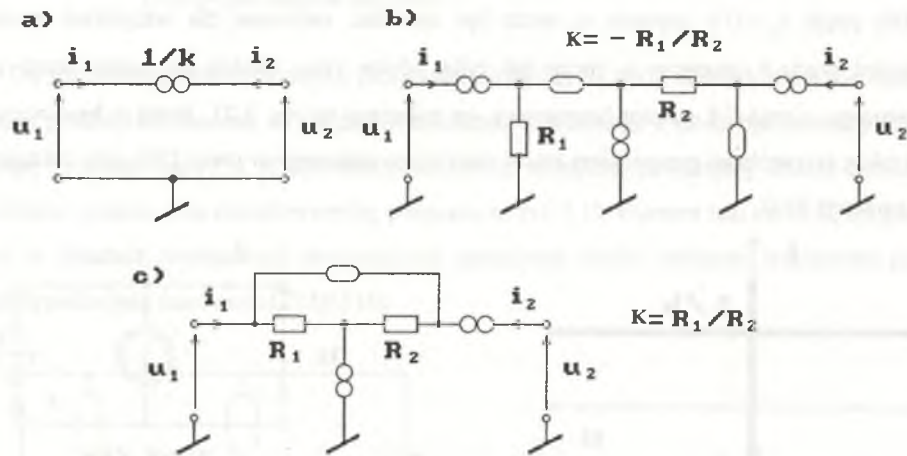 a)
i₁ 1/k i₂
u₁ u₂
b)
K= - R₁/R₂
i₁ i₂
R₂
R₁
u₁ u₂
c)
i₁ i₂
R₁ R₂
K= R₁/R₂
u₁ u₂